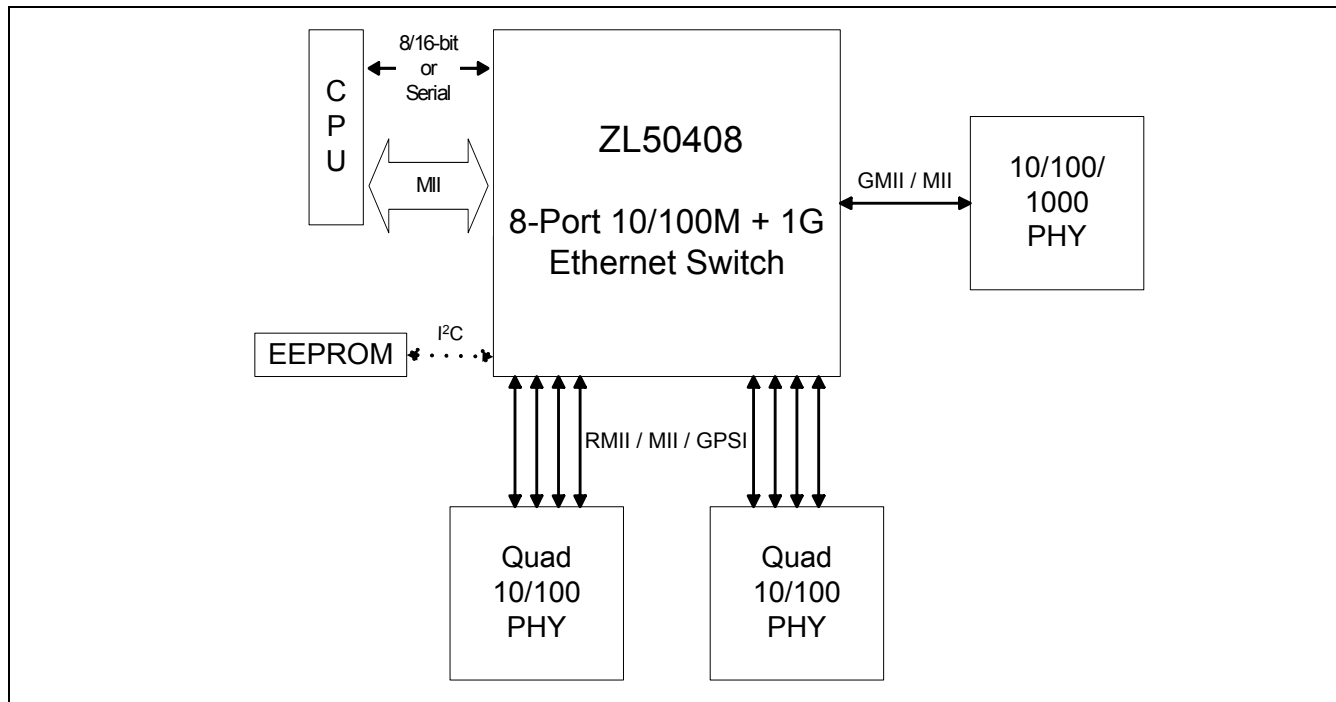 C
P
U
8/16-bit
or
Serial
MII
ZL50408
8-Port 10/100M + 1G
Ethernet Switch
GMII / MII
10/100/
1000
PHY
EEPROM
I²C
RMII / MII / GPSI
Quad
10/100
PHY
Quad
10/100
PHY